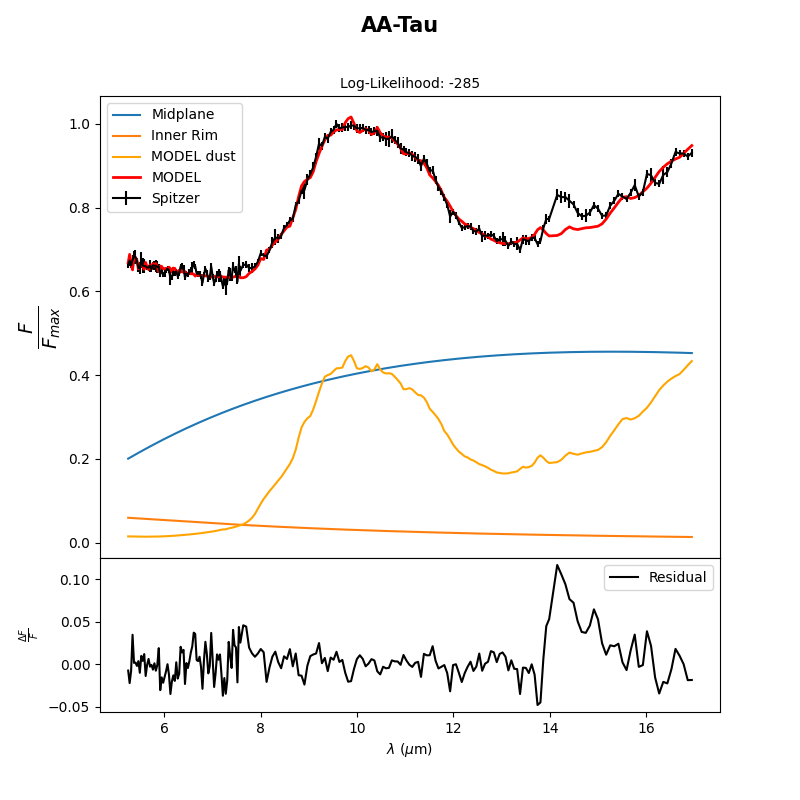 AA-Tau
Log-Likelihood: -285
Midplane
Inner Rim
MODEL dust
MODEL
Spitzer
1.0
0.8
0.6
0.4
0.2
0.0
F
F_max
Residual
0.10
0.05
0.00
−0.05
ΔF
F
6 8 10 12 14 16
λ (μm)